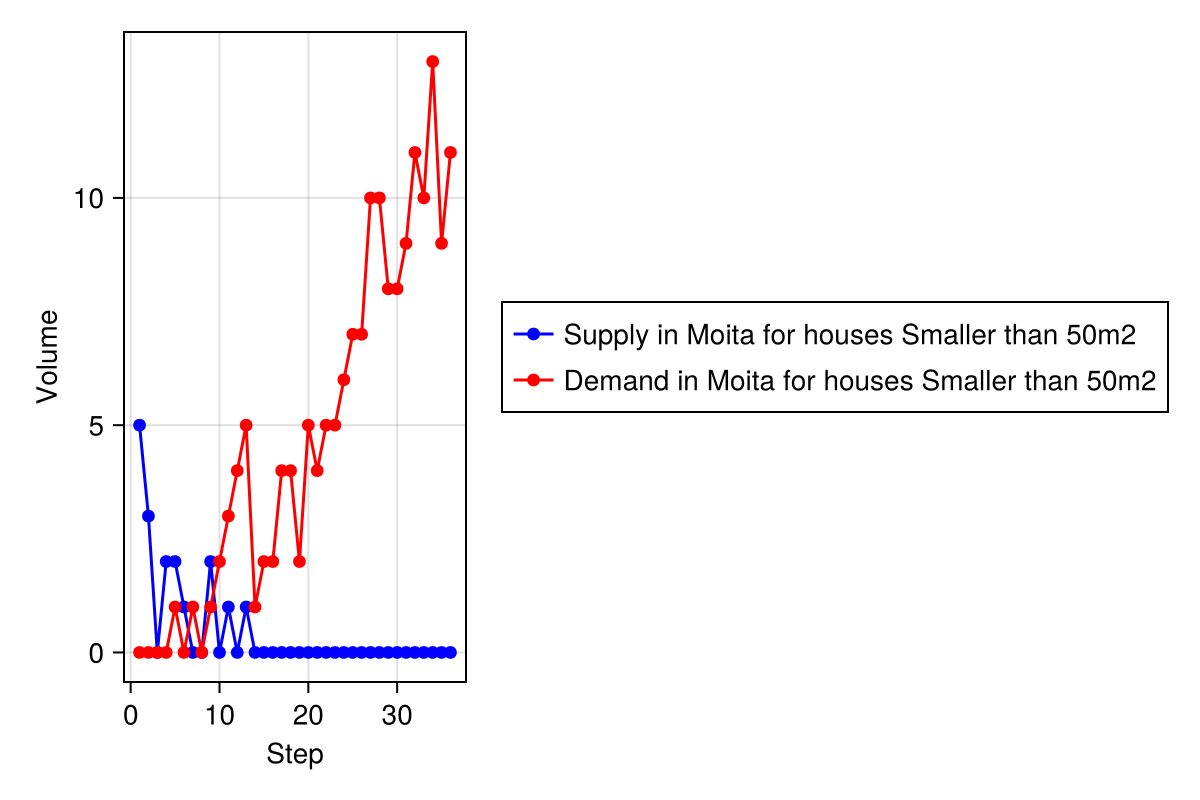 10
5
0
Volume
0 10 20 30
Step
Supply in Moita for houses Smaller than 50m2
Demand in Moita for houses Smaller than 50m2